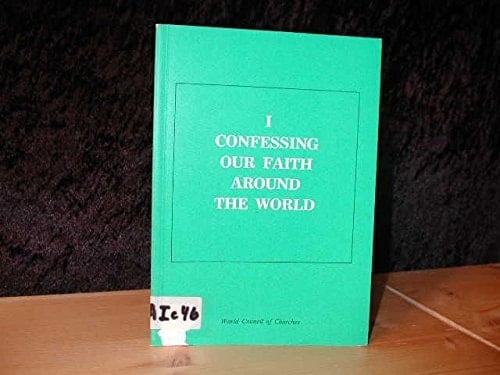 I
CONFESSING
OUR FAITH
AROUND
THE WORLD
AIc46
World Council of Churches